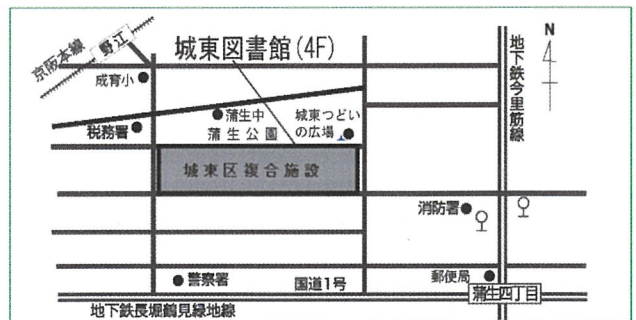 京阪本線
野江
城東図書館(4F)
N
成育小
地下鉄今里筋線
蒲生中
城東つどい
の広場
税務署
蒲生公園
城東区複合施設
消防署
警察署
国道1号
郵便局
蒲生四丁目
地下鉄長堀鶴見緑地線